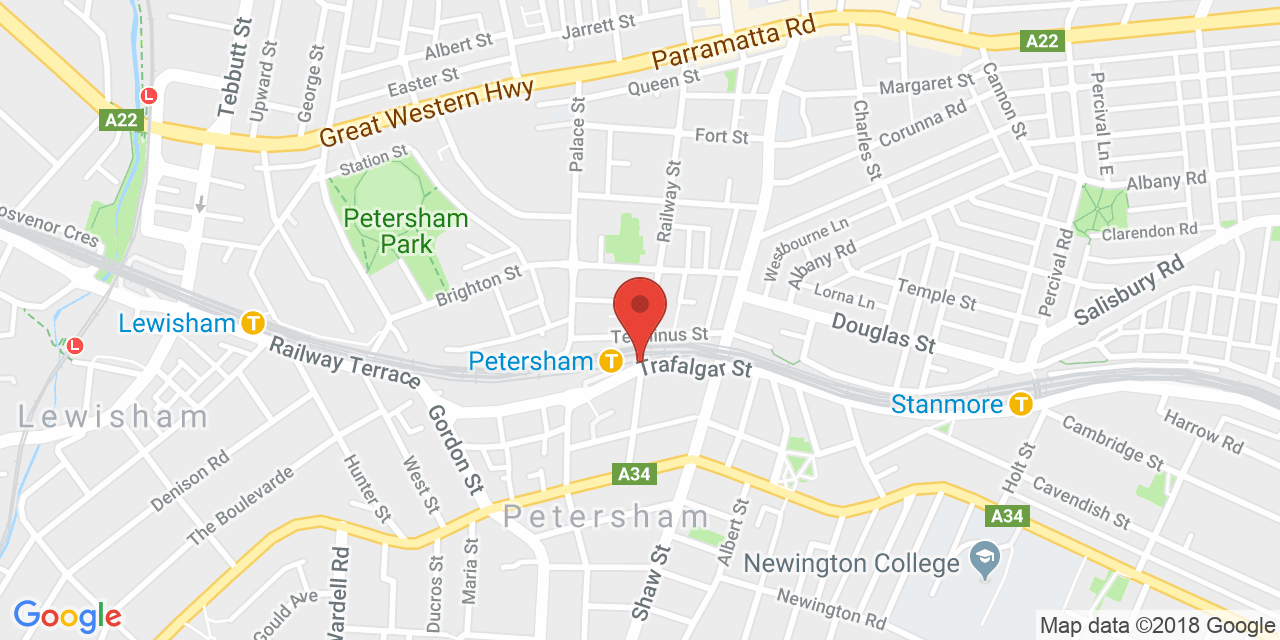 Jarrett St
Parramatta Rd
A22
Albert St
Tebbutt St
Upward St
George St
Easter St
Queen St
Margaret St
Cannon St
Percival Ln E
Great Western Hwy
A22
Palace St
Fort St
Charles St
Corunna Rd
Station St
Railway St
Albany Rd
Petersham
Park
Clarendon Rd
Westbourne Ln
Albany Rd
Percival Rd
Salisbury Rd
Brighton St
Temple St
Lorna Ln
Douglas St
Lewisham
T
Railway Terrace
Petersham
T
Trafalgar St
Stanmore
T
L
L
Lewisham
Gordon St
Cambridge St
Harrow Rd
Denison Rd
The Boulevarde
Hunter St
West St
A34
Holt St
Cavendish St
Petersham
Albert St
A34
Shaw St
Wardell Rd
Ducros St
Maria St
Newington College
Gould Ave
Newington Rd
Google
Map data ©2018 Google